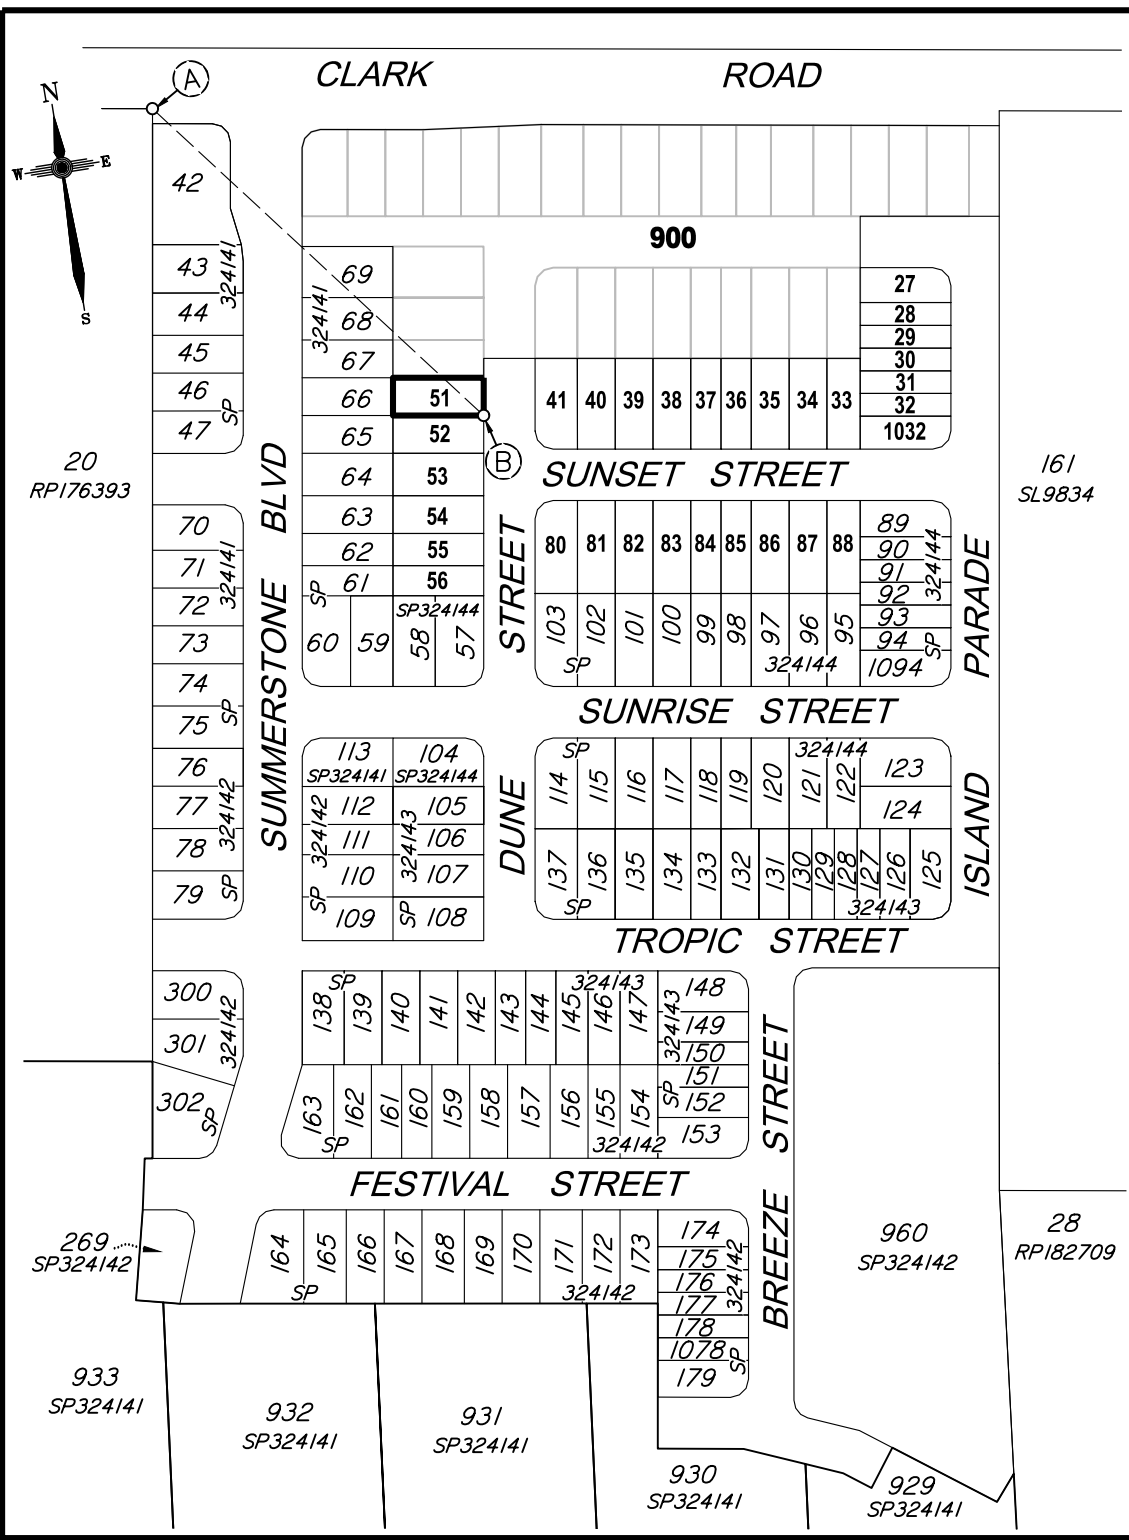 CLARK ROAD
A
N
W E
S
42
900
43
324141
69
27
44
324141
68
28
29
45
67
30
46
SP
66
51
41 40 39 38 37 36 35 34 33
31
32
47
65
52
1032
B
20
RP176393
SUMMERSTONE BLVD
64
53
SUNSET STREET
161
SL9834
70
63
54
DUNE STREET
80 81 82 83 84 85 86 87 88
89
324144
ISLAND PARADE
71
324141
62
55
90
91
72
SP
61
56
92
SP324144
73
60 59 58 57
103 102 101 100 99 98 97 96 95
93
94
SP
SP
324144
1094
74
SP
75
SUNRISE STREET
76
113
SP324141
104
SP324144
SP
324144
114 115 116 117 118 119 120 121 122
123
77
324142
112
324142
105
324143
124
78
111
106
110
107
137 136 135 134 133 132 131 130 129 128 127 126 125
79
SP
SP
109
SP
108
SP
324143
TROPIC STREET
300
SP
324143
138 139 140 141 142 143 144 145 146 147
148
324143
301
324142
149
150
BREEZE STREET
302
SP
163 162 161 160 159 158 157 156 155 154
151
SP
152
SP
324142
153
FESTIVAL STREET
269
SP324142
164 165 166 167 168 169 170 171 172 173
SP
324142
174
175
324142
176
177
178
1078
SP
179
960
SP324142
28
RP182709
933
SP324141
932
SP324141
931
SP324141
930
SP324141
929
SP324141